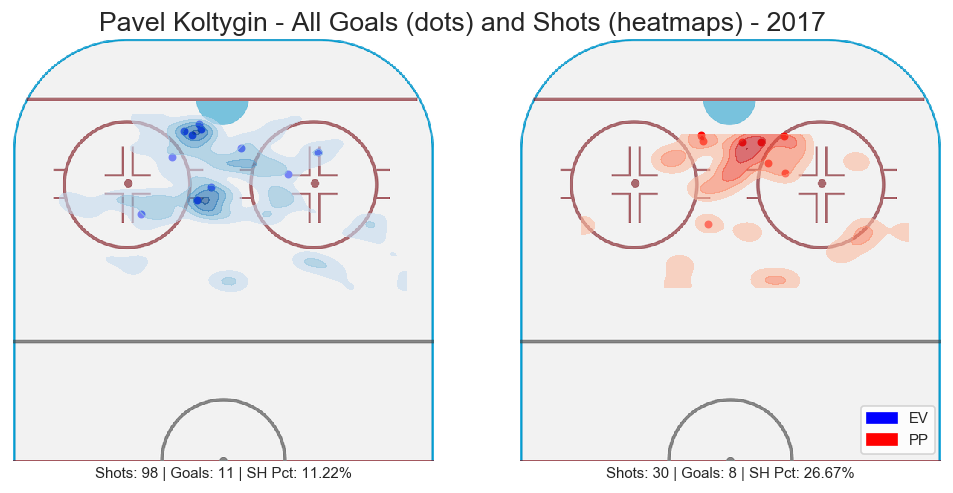 Pavel Koltygin - All Goals (dots) and Shots (heatmaps) - 2017
EV
PP
Shots: 98 | Goals: 11 | SH Pct: 11.22%
Shots: 30 | Goals: 8 | SH Pct: 26.67%